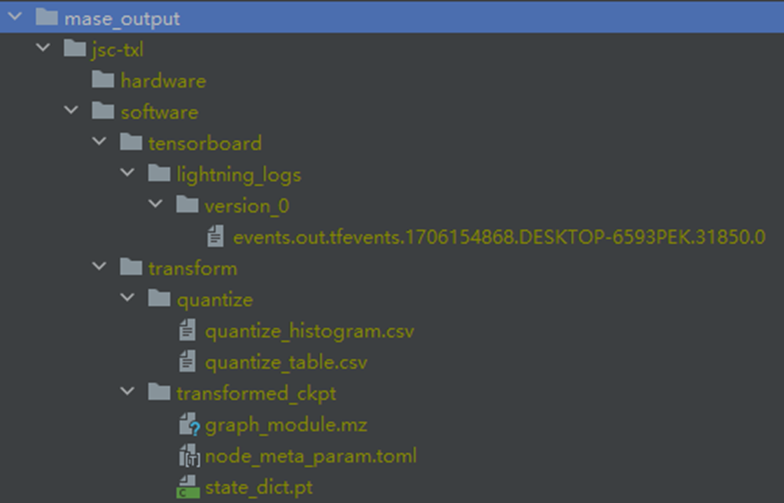 mase_output
jsc-txl
hardware
software
tensorboard
lightning_logs
version_0
events.out.tfevents.1706154868.DESKTOP-6593PEK.31850.0
transform
quantize
quantize_histogram.csv
quantize_table.csv
transformed_ckpt
graph_module.mz
node_meta_param.toml
state_dict.pt